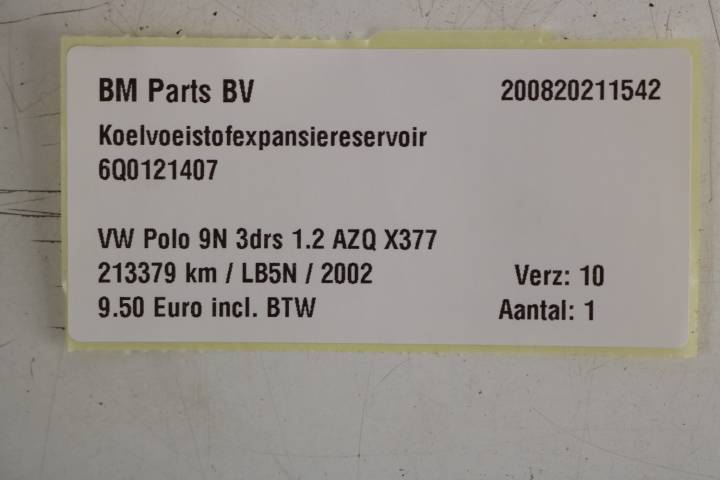 BM Parts BV 200820211542
Koelvoeistofexpansiereservoir
6Q0121407
VW Polo 9N 3drs 1.2 AZQ X377
213379 km / LB5N / 2002 Verz: 10
9.50 Euro incl. BTW Aantal: 1